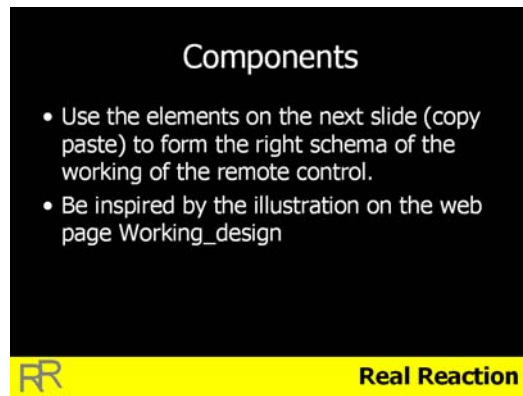 Components
• Use the elements on the next slide (copy
paste) to form the right schema of the
working of the remote control.
• Be inspired by the illustration on the web
page Working_design
RR Real Reaction